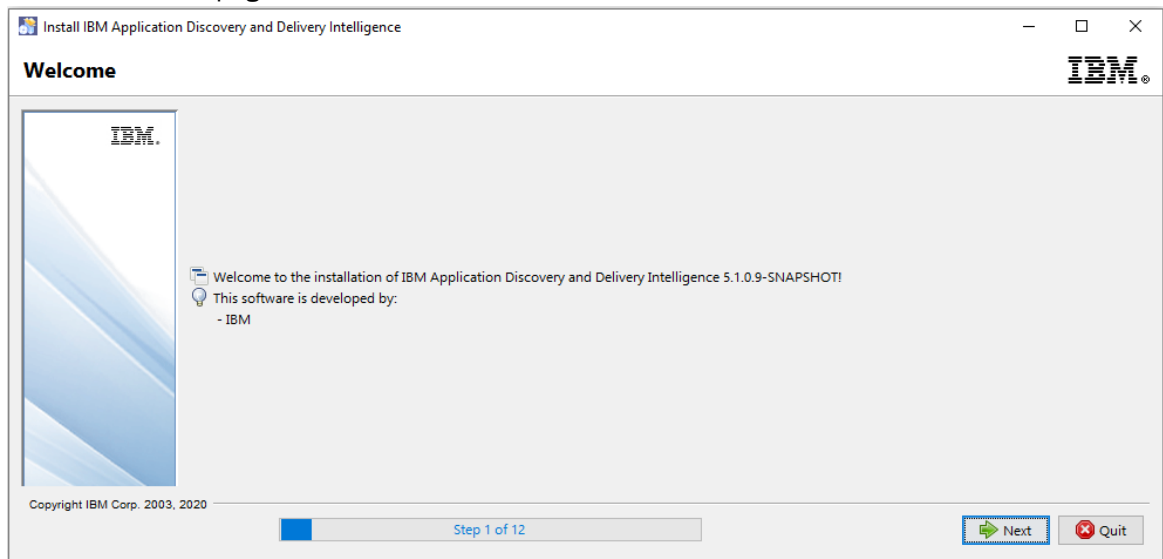 Install IBM Application Discovery and Delivery Intelligence
Welcome
IBM®
IBM.
Welcome to the installation of IBM Application Discovery and Delivery Intelligence 5.1.0.9-SNAPSHOT!
This software is developed by:
- IBM
Copyright IBM Corp. 2003, 2020
Step 1 of 12
Next
Quit